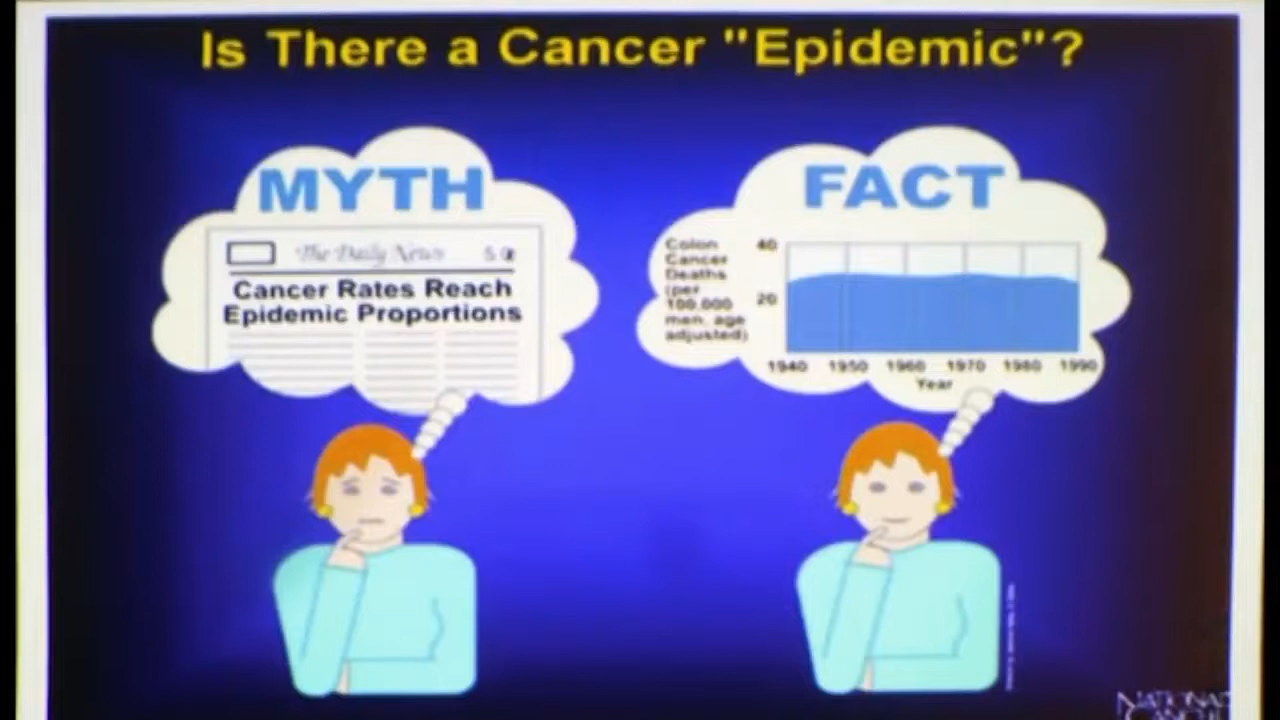 Is There a Cancer "Epidemic"?
MYTH
The Daily News
Cancer Rates Reach
Epidemic Proportions
FACT
Colon
Cancer
Deaths
(per
100,000
men, age
adjusted)
40
20
1940 1950 1960 1970 1980 1990
Year
NATIONAL